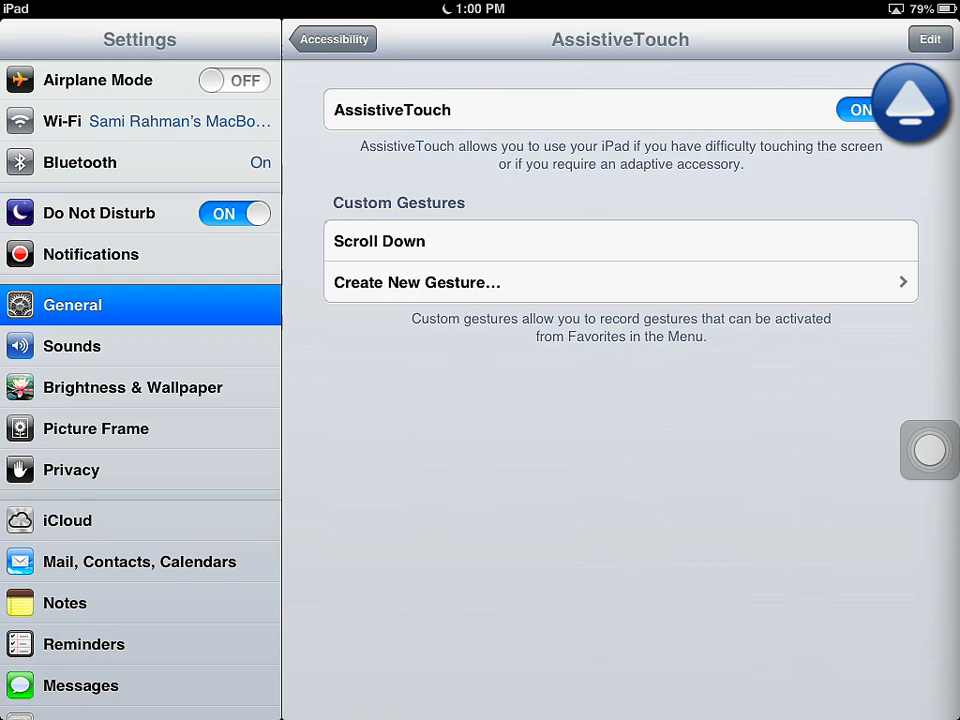 iPad
1:00 PM
79%
Settings
Accessibility
AssistiveTouch
Edit
Airplane Mode OFF
Wi-Fi Sami Rahman's MacBo...
Bluetooth On
Do Not Disturb ON
Notifications
General
Sounds
Brightness & Wallpaper
Picture Frame
Privacy
iCloud
Mail, Contacts, Calendars
Notes
Reminders
Messages
AssistiveTouch ON
AssistiveTouch allows you to use your iPad if you have difficulty touching the screen
or if you require an adaptive accessory.
Custom Gestures
Scroll Down
Create New Gesture...
Custom gestures allow you to record gestures that can be activated
from Favorites in the Menu.